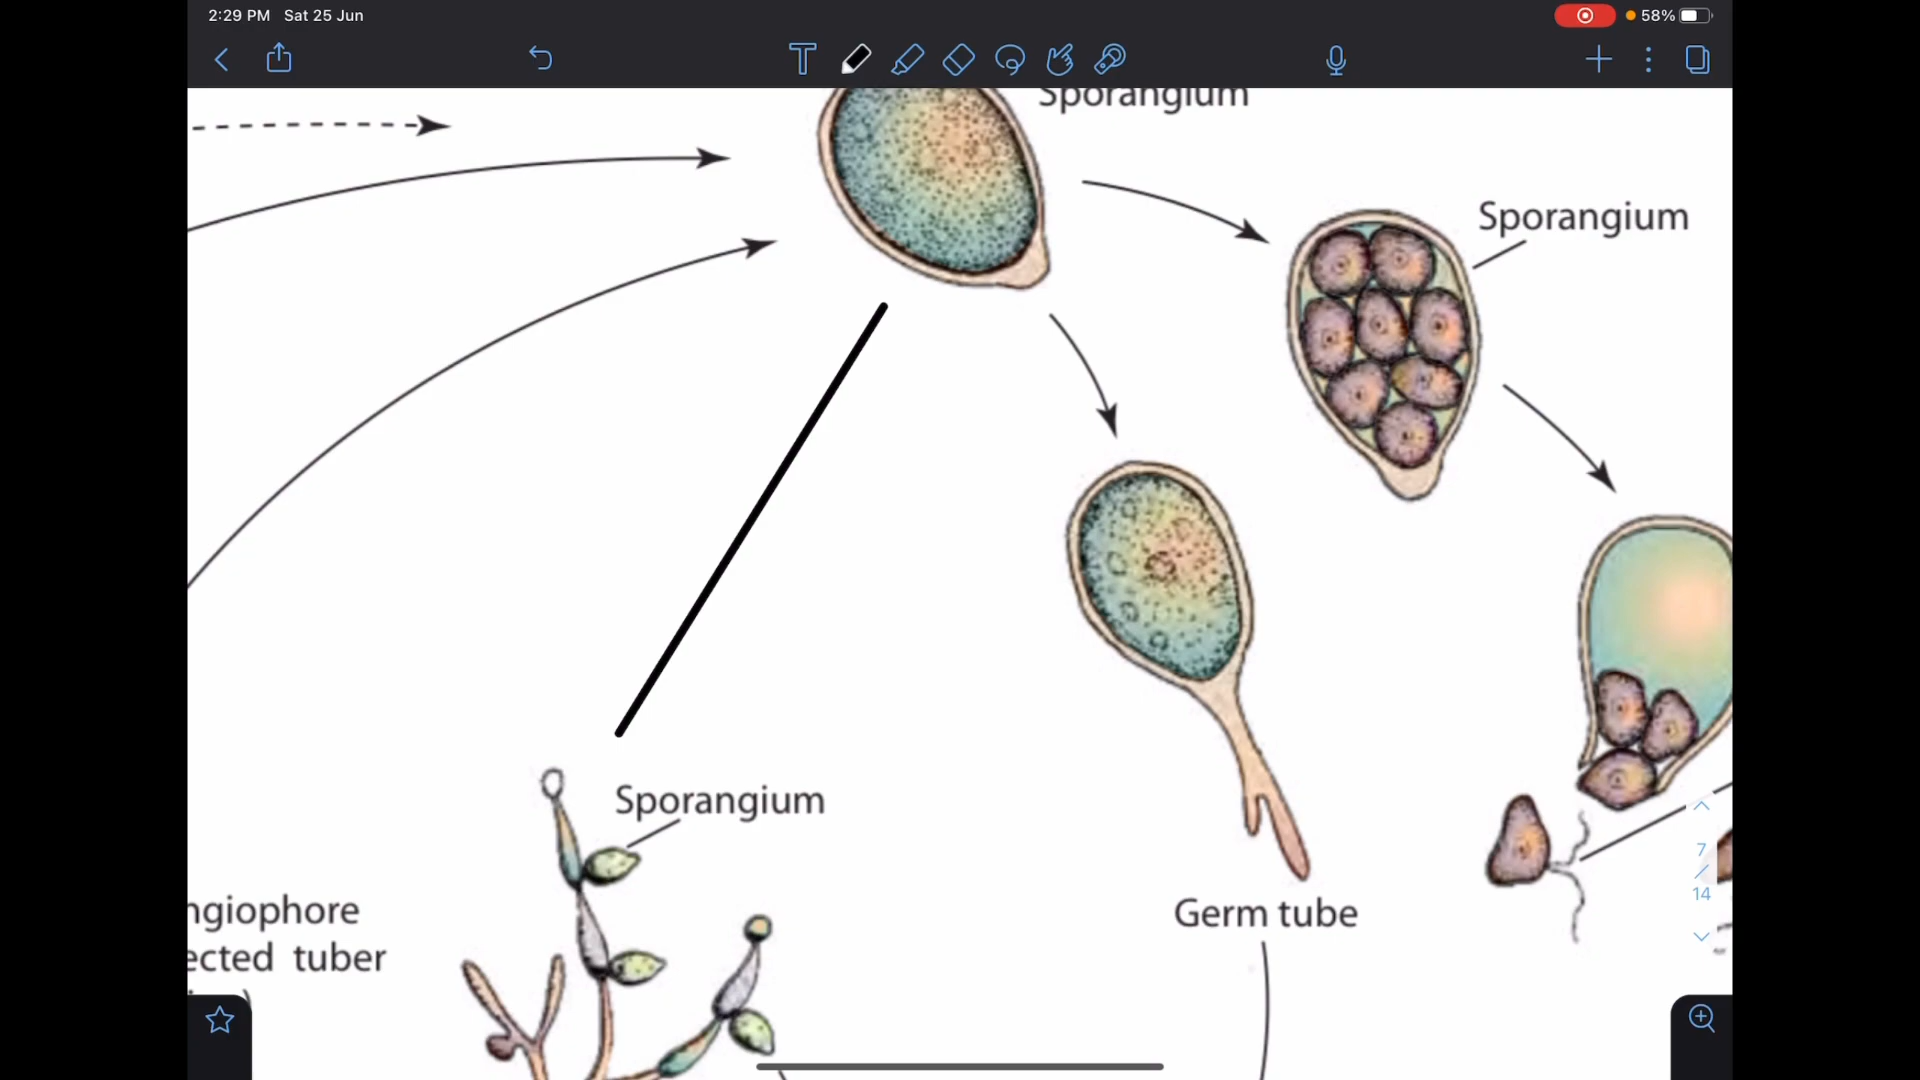 2:29 PM Sat 25 Jun
58%
T
Sporangium
Sporangium
Sporangium
ngiophore
ected tuber
Germ tube
7
14